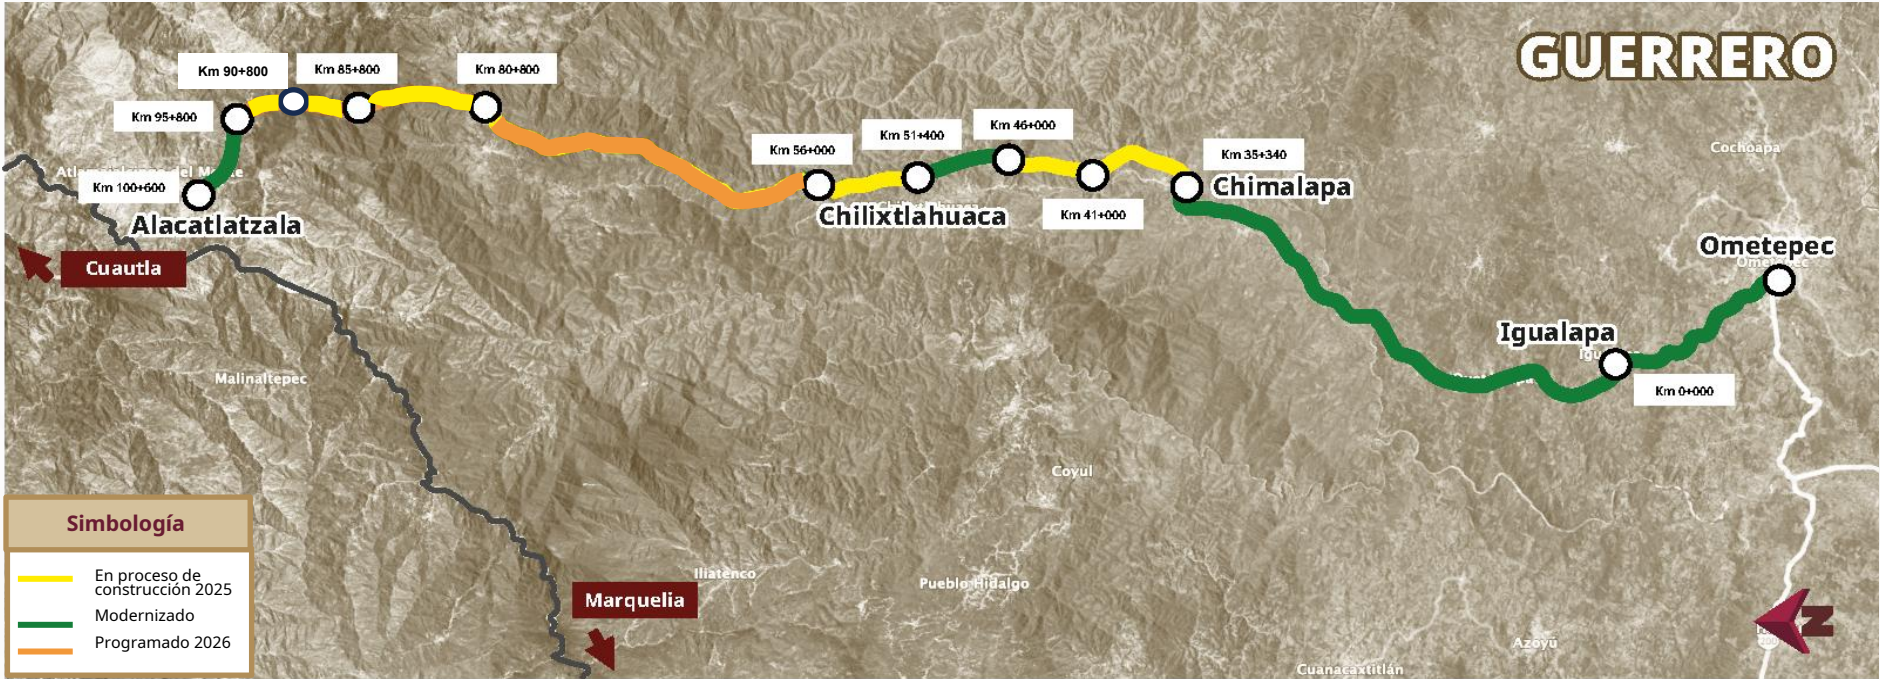 GUERRERO
Km 90+800
Km 85+800
Km 80+800
Km 95+800
Km 56+000
Km 51+400
Km 46+000
Km 35+340
Cochoapa
Km 100+600
Chimalapa
Alacatlatzala
Chilixtlahuaca
Km 41+000
Ometepec
Ometepec
Cuautla
Igualapa
Malinaltepec
Km 0+000
Coyul
Simbología
En proceso de
construcción 2025
Modernizado
Programado 2026
Iliatenco
Pueblo Hidalgo
Marquelia
Azoyú
Cuanacaxtitlán
Z